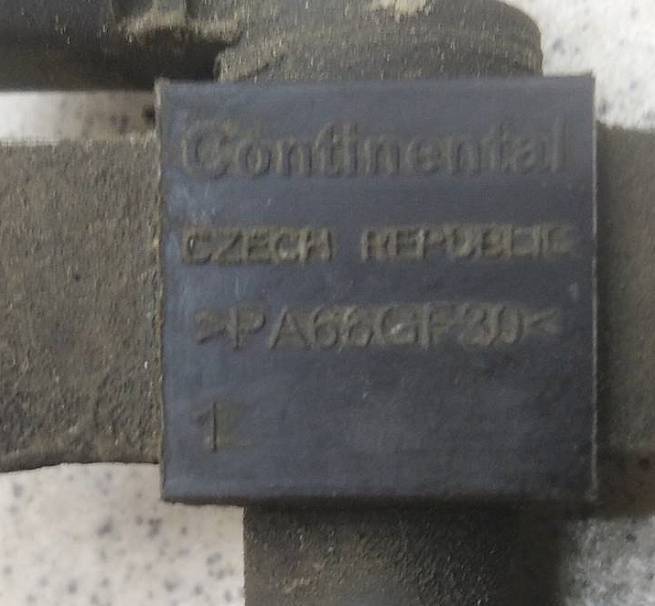 Continental
CZECH REPUBLIC
>PA66GF30<
1